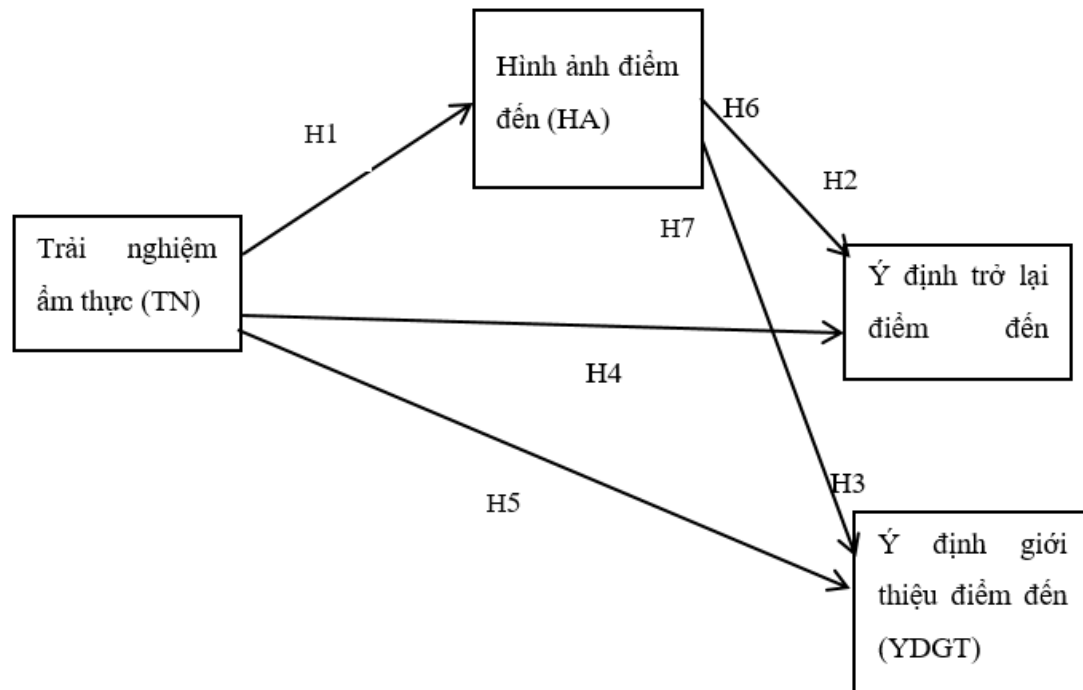 Hình ảnh điểm
đến (HA)
H6
H1
H2
H7
Trải nghiệm
ẩm thực (TN)
Ý định trở lại
điểm đến
H4
H3
H5
Ý định giới
thiệu điểm đến
(YDGT)